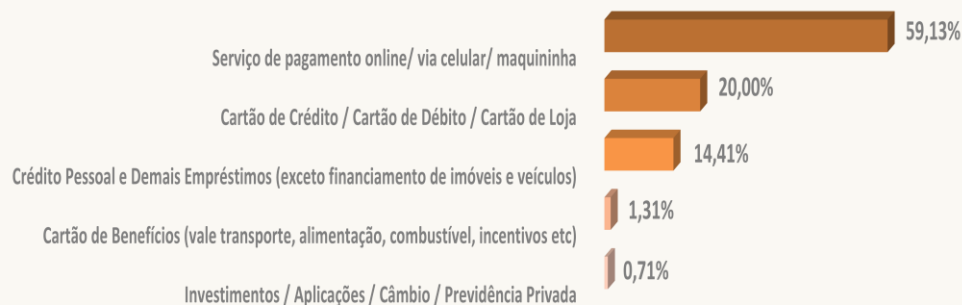 59,13%
Serviço de pagamento online/ via celular/ maquininha
20,00%
Cartão de Crédito / Cartão de Débito / Cartão de Loja
14,41%
Crédito Pessoal e Demais Empréstimos (exceto financiamento de imóveis e veículos)
1,31%
Cartão de Benefícios (vale transporte, alimentação, combustível, incentivos etc)
0,71%
Investimentos / Aplicações / Câmbio / Previdência Privada